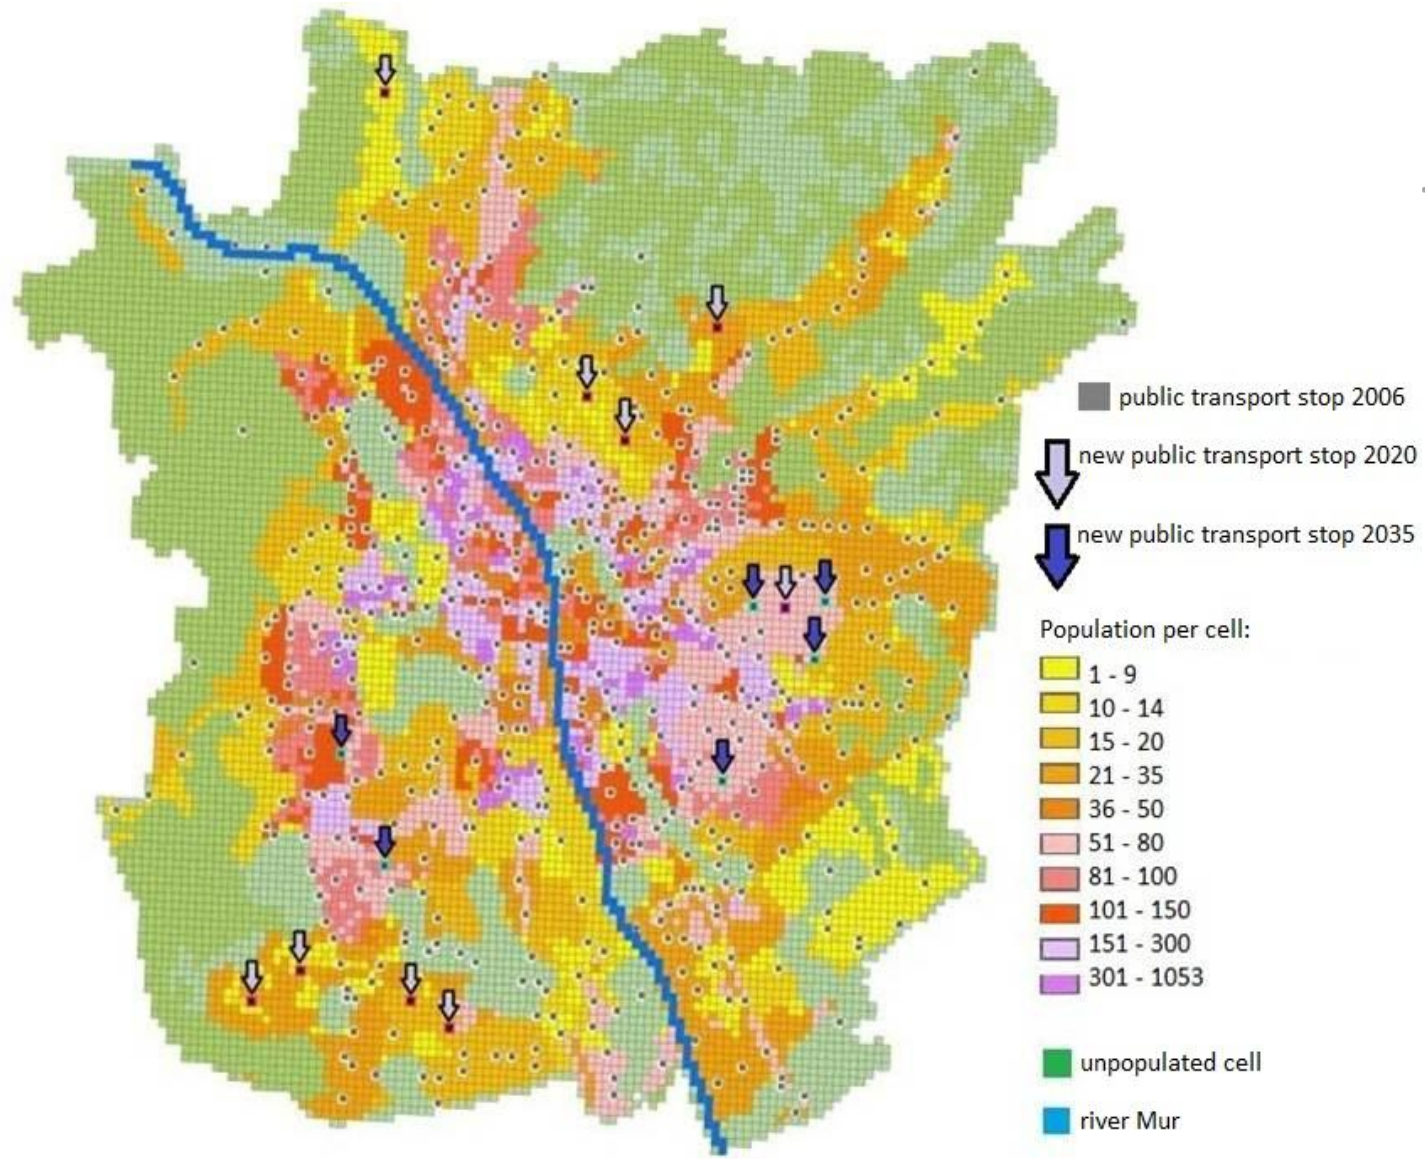 public transport stop 2006
new public transport stop 2020
new public transport stop 2035
Population per cell:
1 - 9
10 - 14
15 - 20
21 - 35
36 - 50
51 - 80
81 - 100
101 - 150
151 - 300
301 - 1053
unpopulated cell
river Mur